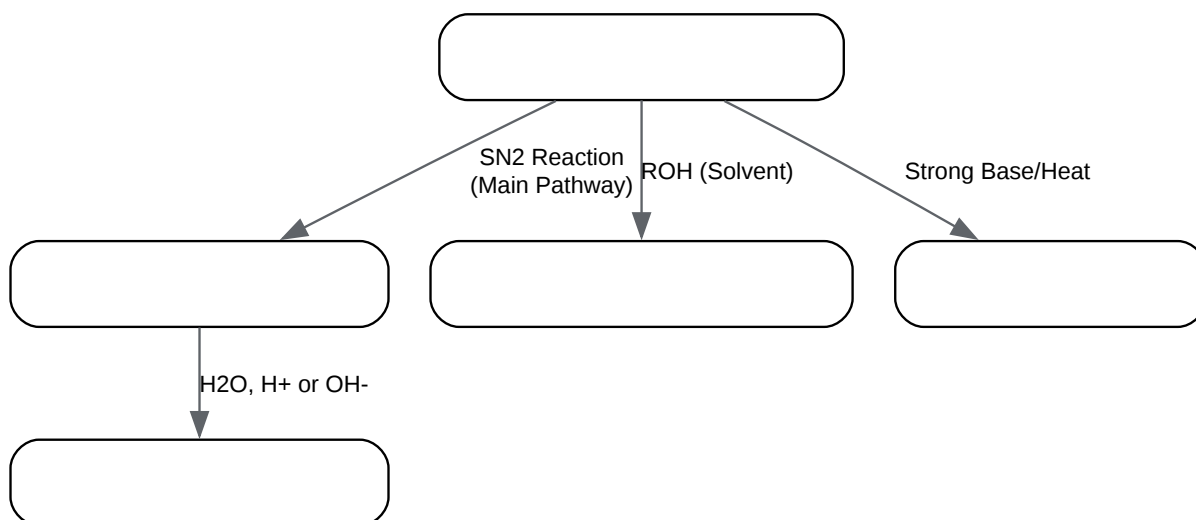 SN2 Reaction
(Main Pathway)
ROH (Solvent)
Strong Base/Heat
H2O, H+ or OH-